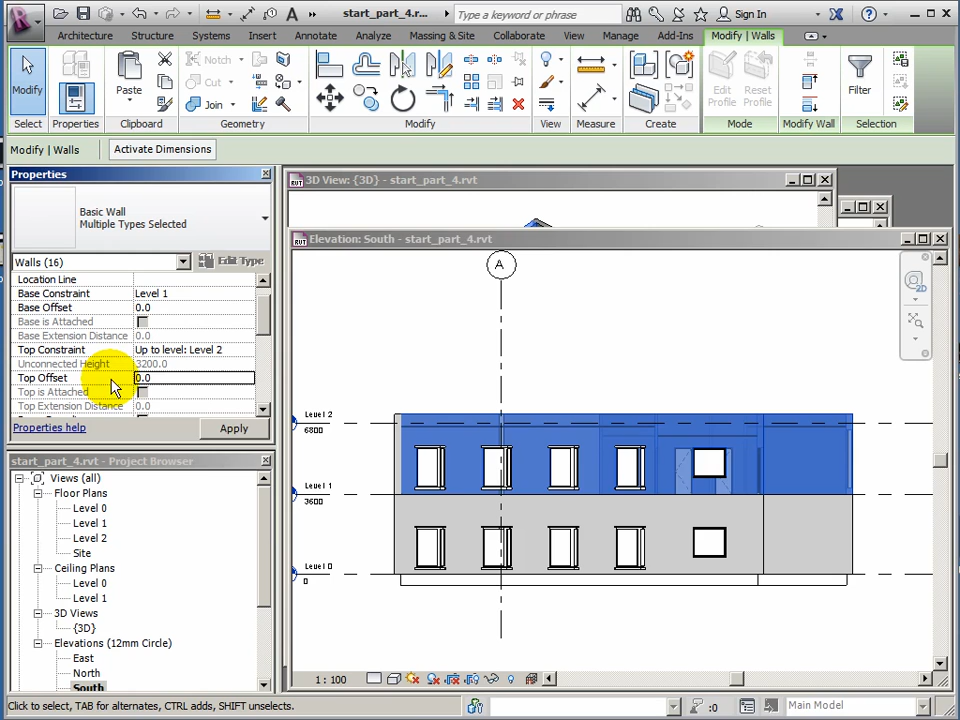 start_part_4.r...
Type a keyword or phrase
Sign In
Architecture Structure Systems Insert Annotate Analyze Massing & Site Collaborate View Manage Add-Ins Modify | Walls
Modify
Properties
Paste
Notch
Cut
Join
Edit Profile
Reset Profile
Filter
Select Properties Clipboard Geometry Modify View Measure Create Mode Modify Wall Selection
Modify | Walls
Activate Dimensions
Properties
Basic Wall
Multiple Types Selected
Walls (16)
Edit Type
Location Line
Base Constraint Level 1
Base Offset 0.0
Base is Attached
Base Extension Distance 0.0
Top Constraint Up to level: Level 2
Unconnected Height 3200.0
Top Offset 0.0
Top is Attached
Top Extension Distance 0.0
Properties help
Apply
start_part_4.rvt - Project Browser
Views (all)
Floor Plans
Level 0
Level 1
Level 2
Site
Ceiling Plans
Level 0
Level 1
3D Views
{3D}
Elevations (12mm Circle)
East
North
South
3D View: {3D} - start_part_4.rvt
Elevation: South - start_part_4.rvt
A
2D
Level 2
6800
Level 1
3600
Level 0
0
1 : 100
Click to select, TAB for alternates, CTRL adds, SHIFT unselects.
:0
Main Model